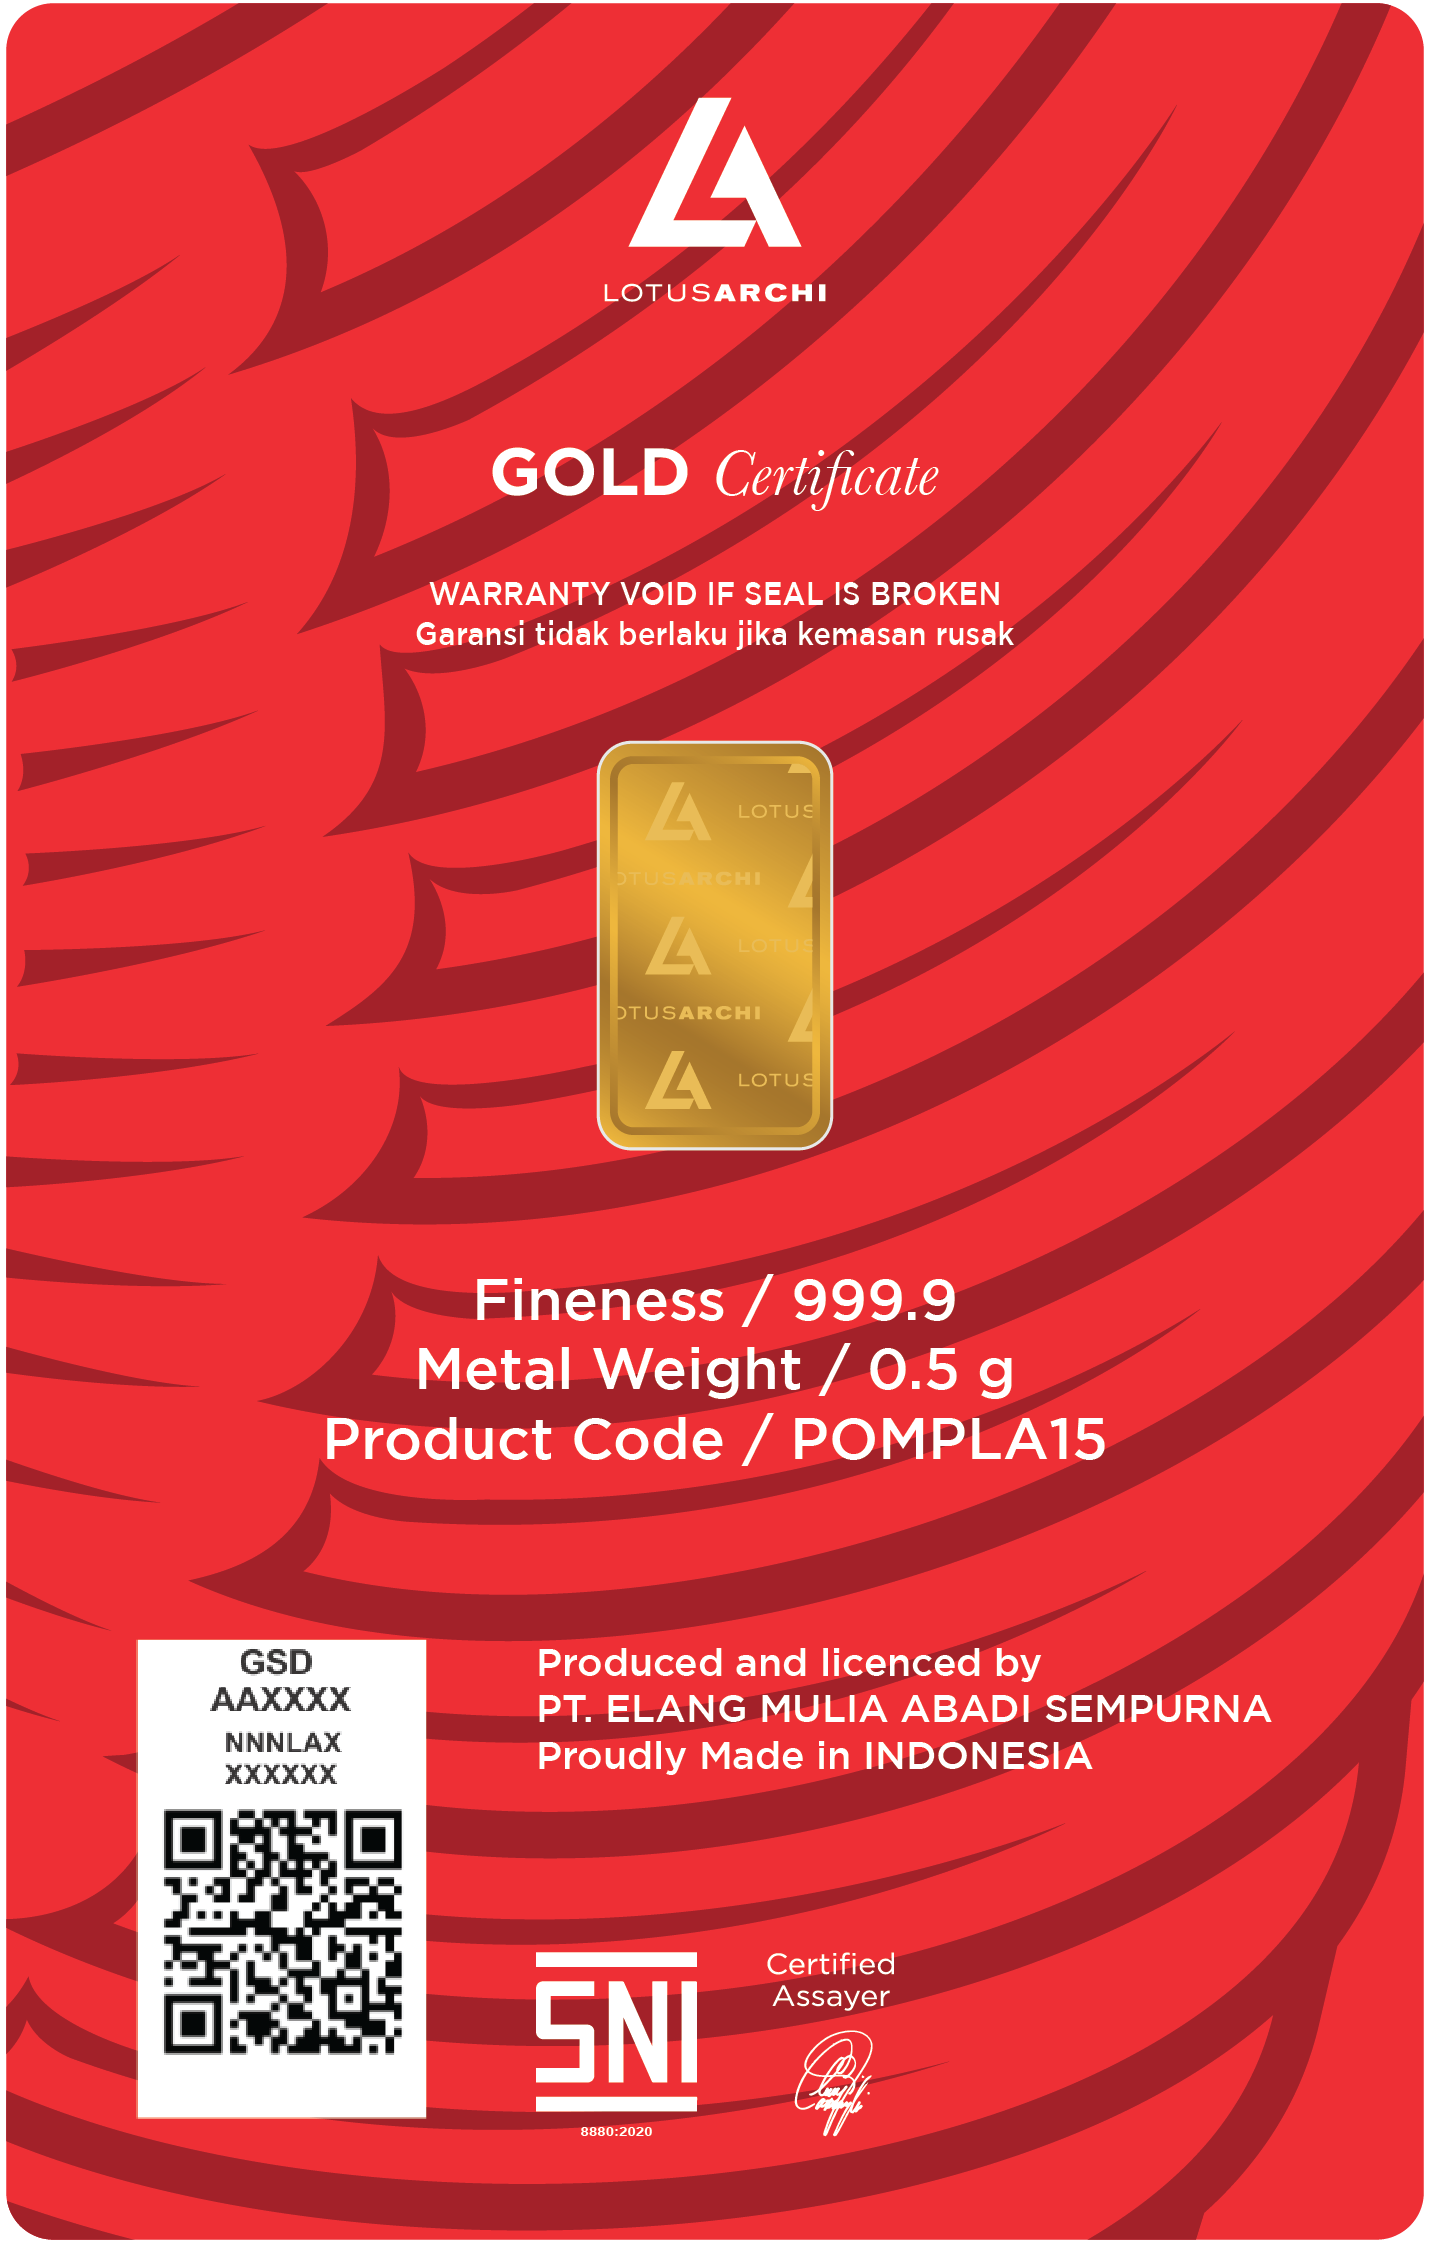 LOTUSARCHI
GOLD Certificate
WARRANTY VOID IF SEAL IS BROKEN
Garansi tidak berlaku jika kemasan rusak
LOTUS
OTUSARCHI
LOTUS
OTUSARCHI
LOTUS
Fineness / 999.9
Metal Weight / 0.5 g
Product Code / POMPLA15
GSD
AAXXXX
NNNLAX
XXXXXX
Produced and licenced by
PT. ELANG MULIA ABADI SEMPURNA
Proudly Made in INDONESIA
SNI
8880:2020
Certified
Assayer